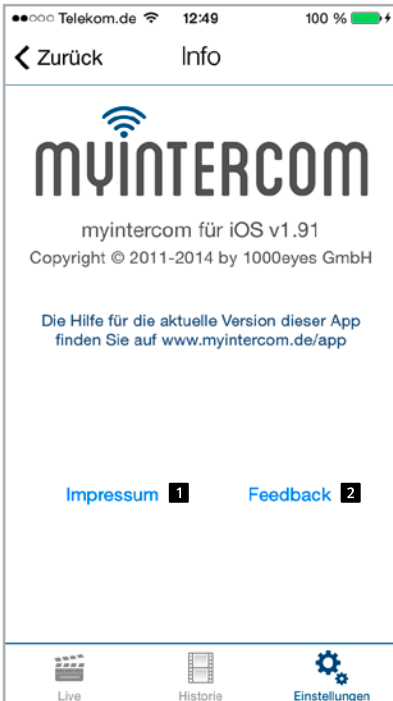 Telekom.de 12:49 100 %
Zurück Info
MYINTERCOM
myintercom für iOS v1.91
Copyright © 2011-2014 by 1000eyes GmbH
Die Hilfe für die aktuelle Version dieser App
finden Sie auf www.myintercom.de/app
Impressum 1 Feedback 2
Live Historie Einstellungen